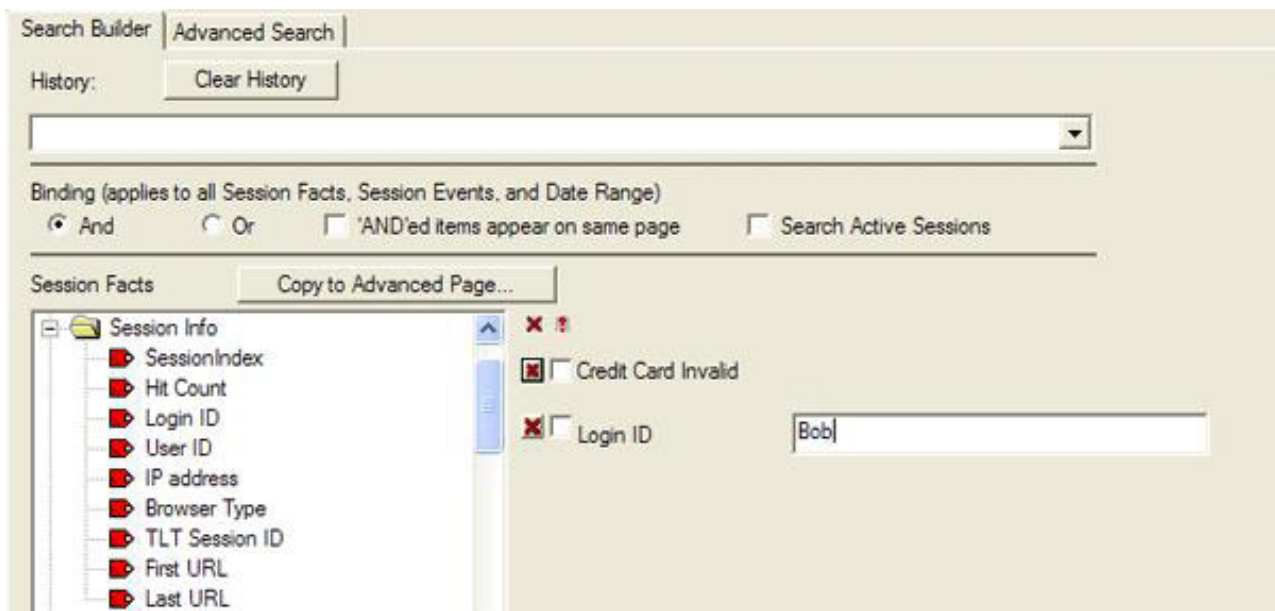 Search Builder Advanced Search
History: Clear History
Binding (applies to all Session Facts, Session Events, and Date Range)
And Or 'AND'ed items appear on same page Search Active Sessions
Session Facts Copy to Advanced Page...
Session Info
SessionIndex
Credit Card Invalid
Hit Count
Login ID
Login ID Bob
User ID
IP address
Browser Type
TLT Session ID
First URL
Last URL